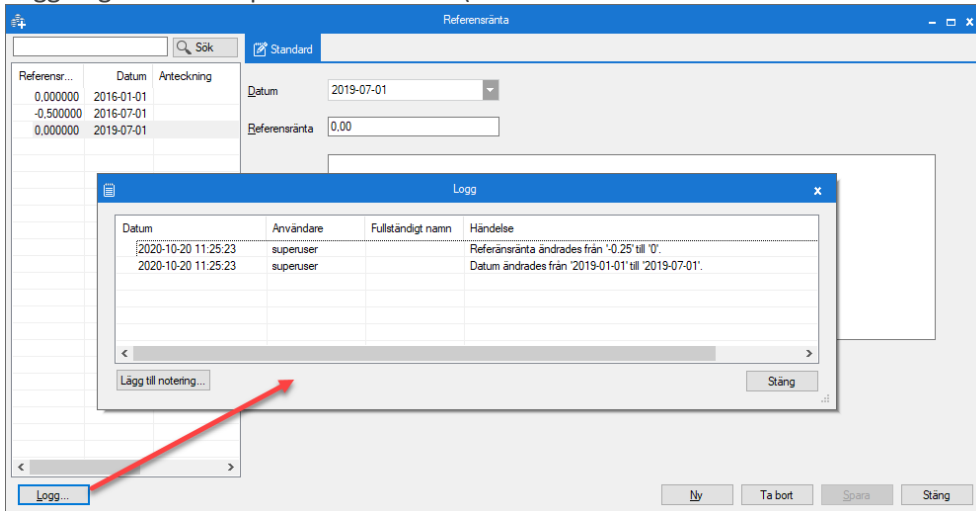 Referensränta
Sök
Standard
Referensr... Datum Anteckning
0,000000 2016-01-01
-0,500000 2016-07-01
0,000000 2019-07-01
Datum 2019-07-01
Referensränta 0,00
Logg
Datum Användare Fullständigt namn Händelse
2020-10-20 11:25:23 superuser Referänsränta ändrades från '-0.25' till '0'.
2020-10-20 11:25:23 superuser Datum ändrades från '2019-01-01' till '2019-07-01'.
Lägg till notering... Stäng
Logg... Ny Ta bort Spara Stäng